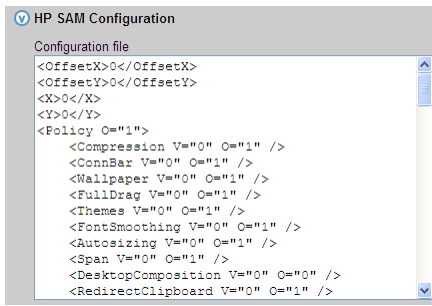 HP SAM Configuration
Configuration file
<OffsetX>0</OffsetX>
<OffsetY>0</OffsetY>
<X>0</X>
<Y>0</Y>
<Policy O="1">
<Compression V="0" O="1" />
<ConnBar V="0" O="1" />
<Wallpaper V="0" O="1" />
<FullDrag V="0" O="1" />
<Themes V="0" O="1" />
<FontSmoothing V="0" O="1" />
<Autosizing V="0" O="1" />
<Span V="0" O="1" />
<DesktopComposition V="0" O="0" />
<RedirectClipboard V="0" O="1" />